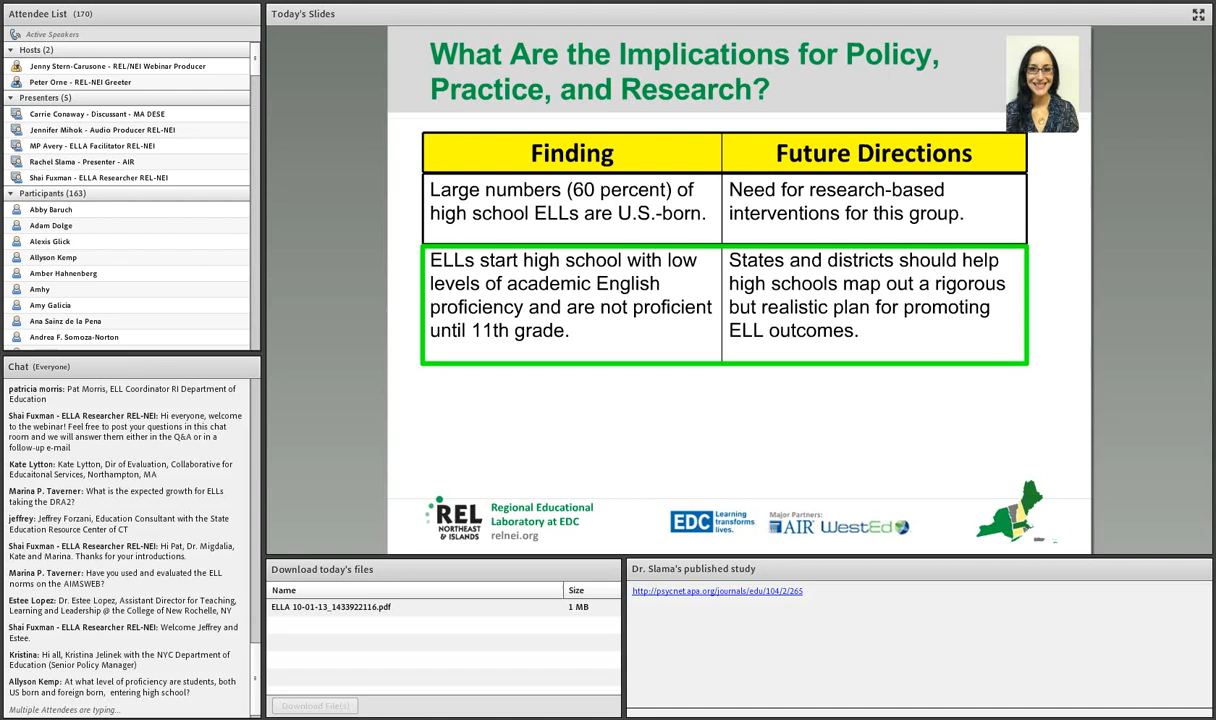 Attendee List (170)
Active Speakers
Hosts (2)
Jenny Stern-Carusone - REL/NEI Webinar Producer
Peter Orne - REL-NEI Greeter
Presenters (5)
Carrie Conaway - Discussant - MA DESE
Jennifer Mihok - Audio Producer REL-NEI
MP Avery - ELLA Facilitator REL-NEI
Rachel Slama - Presenter - AIR
Shai Fuxman - ELLA Researcher REL-NEI
Participants (163)
Abby Baruch
Adam Dolge
Alexis Glick
Allyson Kemp
Amber Hahnenberg
Amhy
Amy Galicia
Ana Sainz de la Pena
Andrea F. Somoza-Norton
Chat (Everyone)
patricia morris: Pat Morris, ELL Coordinator RI Department of
Education
Shai Fuxman - ELLA Researcher REL-NEI: Hi everyone, welcome
to the webinar! Feel free to post your questions in this chat
room and we will answer them either in the Q&A or in a
follow-up e-mail
Kate Lytton: Kate Lytton, Dir of Evaluation, Collaborative for
Educaitonal Services, Northampton, MA
Marina P. Taverner: What is the expected growth for ELLs
taking the DRA2?
jeffrey: Jeffrey Forzani, Education Consultant with the State
Education Resource Center of CT
Shai Fuxman - ELLA Researcher REL-NEI: Hi Pat, Dr. Migdalia,
Kate and Marina. Thanks for your introductions.
Marina P. Taverner: Have you used and evaluated the ELL
norms on the AIMSWEB?
Estee Lopez: Dr. Estee Lopez, Assistant Director for Teaching,
Learning and Leadership @ the College of New Rochelle, NY
Shai Fuxman - ELLA Researcher REL-NEI: Welcome Jeffrey and
Estee.
Kristina: Hi all, Kristina Jelinek with the NYC Department of
Education (Senior Policy Manager)
Allyson Kemp: At what level of proficiency are students, both
US born and foreign born, entering high school?
Multiple Attendees are typing...
Today's Slides
What Are the Implications for Policy,
Practice, and Research?
Finding
Future Directions
Large numbers (60 percent) of
high school ELLs are U.S.-born.
Need for research-based
interventions for this group.
ELLs start high school with low
levels of academic English
proficiency and are not proficient
until 11th grade.
States and districts should help
high schools map out a rigorous
but realistic plan for promoting
ELL outcomes.
REL
NORTHEAST
& ISLANDS
Regional Educational
Laboratory at EDC
relnei.org
EDC
Learning
transforms
lives.
Major Partners:
AIR
WestEd
Download today's files
Name
Size
ELLA 10-01-13_1433922116.pdf
1 MB
Download File(s)
Dr. Slama's published study
http://psycnet.apa.org/journals/edu/104/2/265